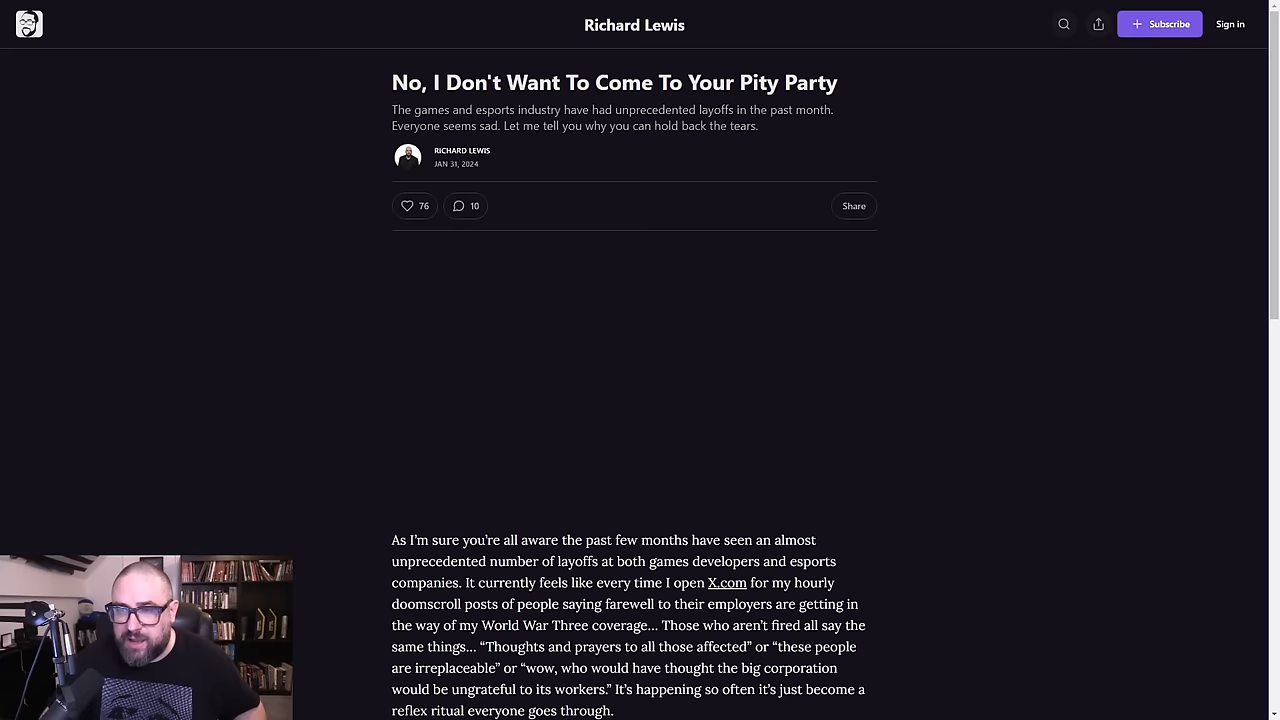 Richard Lewis
Subscribe
Sign in
No, I Don't Want To Come To Your Pity Party
The games and esports industry have had unprecedented layoffs in the past month.
Everyone seems sad. Let me tell you why you can hold back the tears.
RICHARD LEWIS
JAN 31, 2024
76
10
Share
As I’m sure you’re all aware the past few months have seen an almost
unprecedented number of layoffs at both games developers and esports
companies. It currently feels like every time I open X.com for my hourly
doomscroll posts of people saying farewell to their employers are getting in
the way of my World War Three coverage… Those who aren’t fired all say the
same things… “Thoughts and prayers to all those affected” or “these people
are irreplaceable” or “wow, who would have thought the big corporation
would be ungrateful to its workers.” It’s happening so often it’s just become a
reflex ritual everyone goes through.